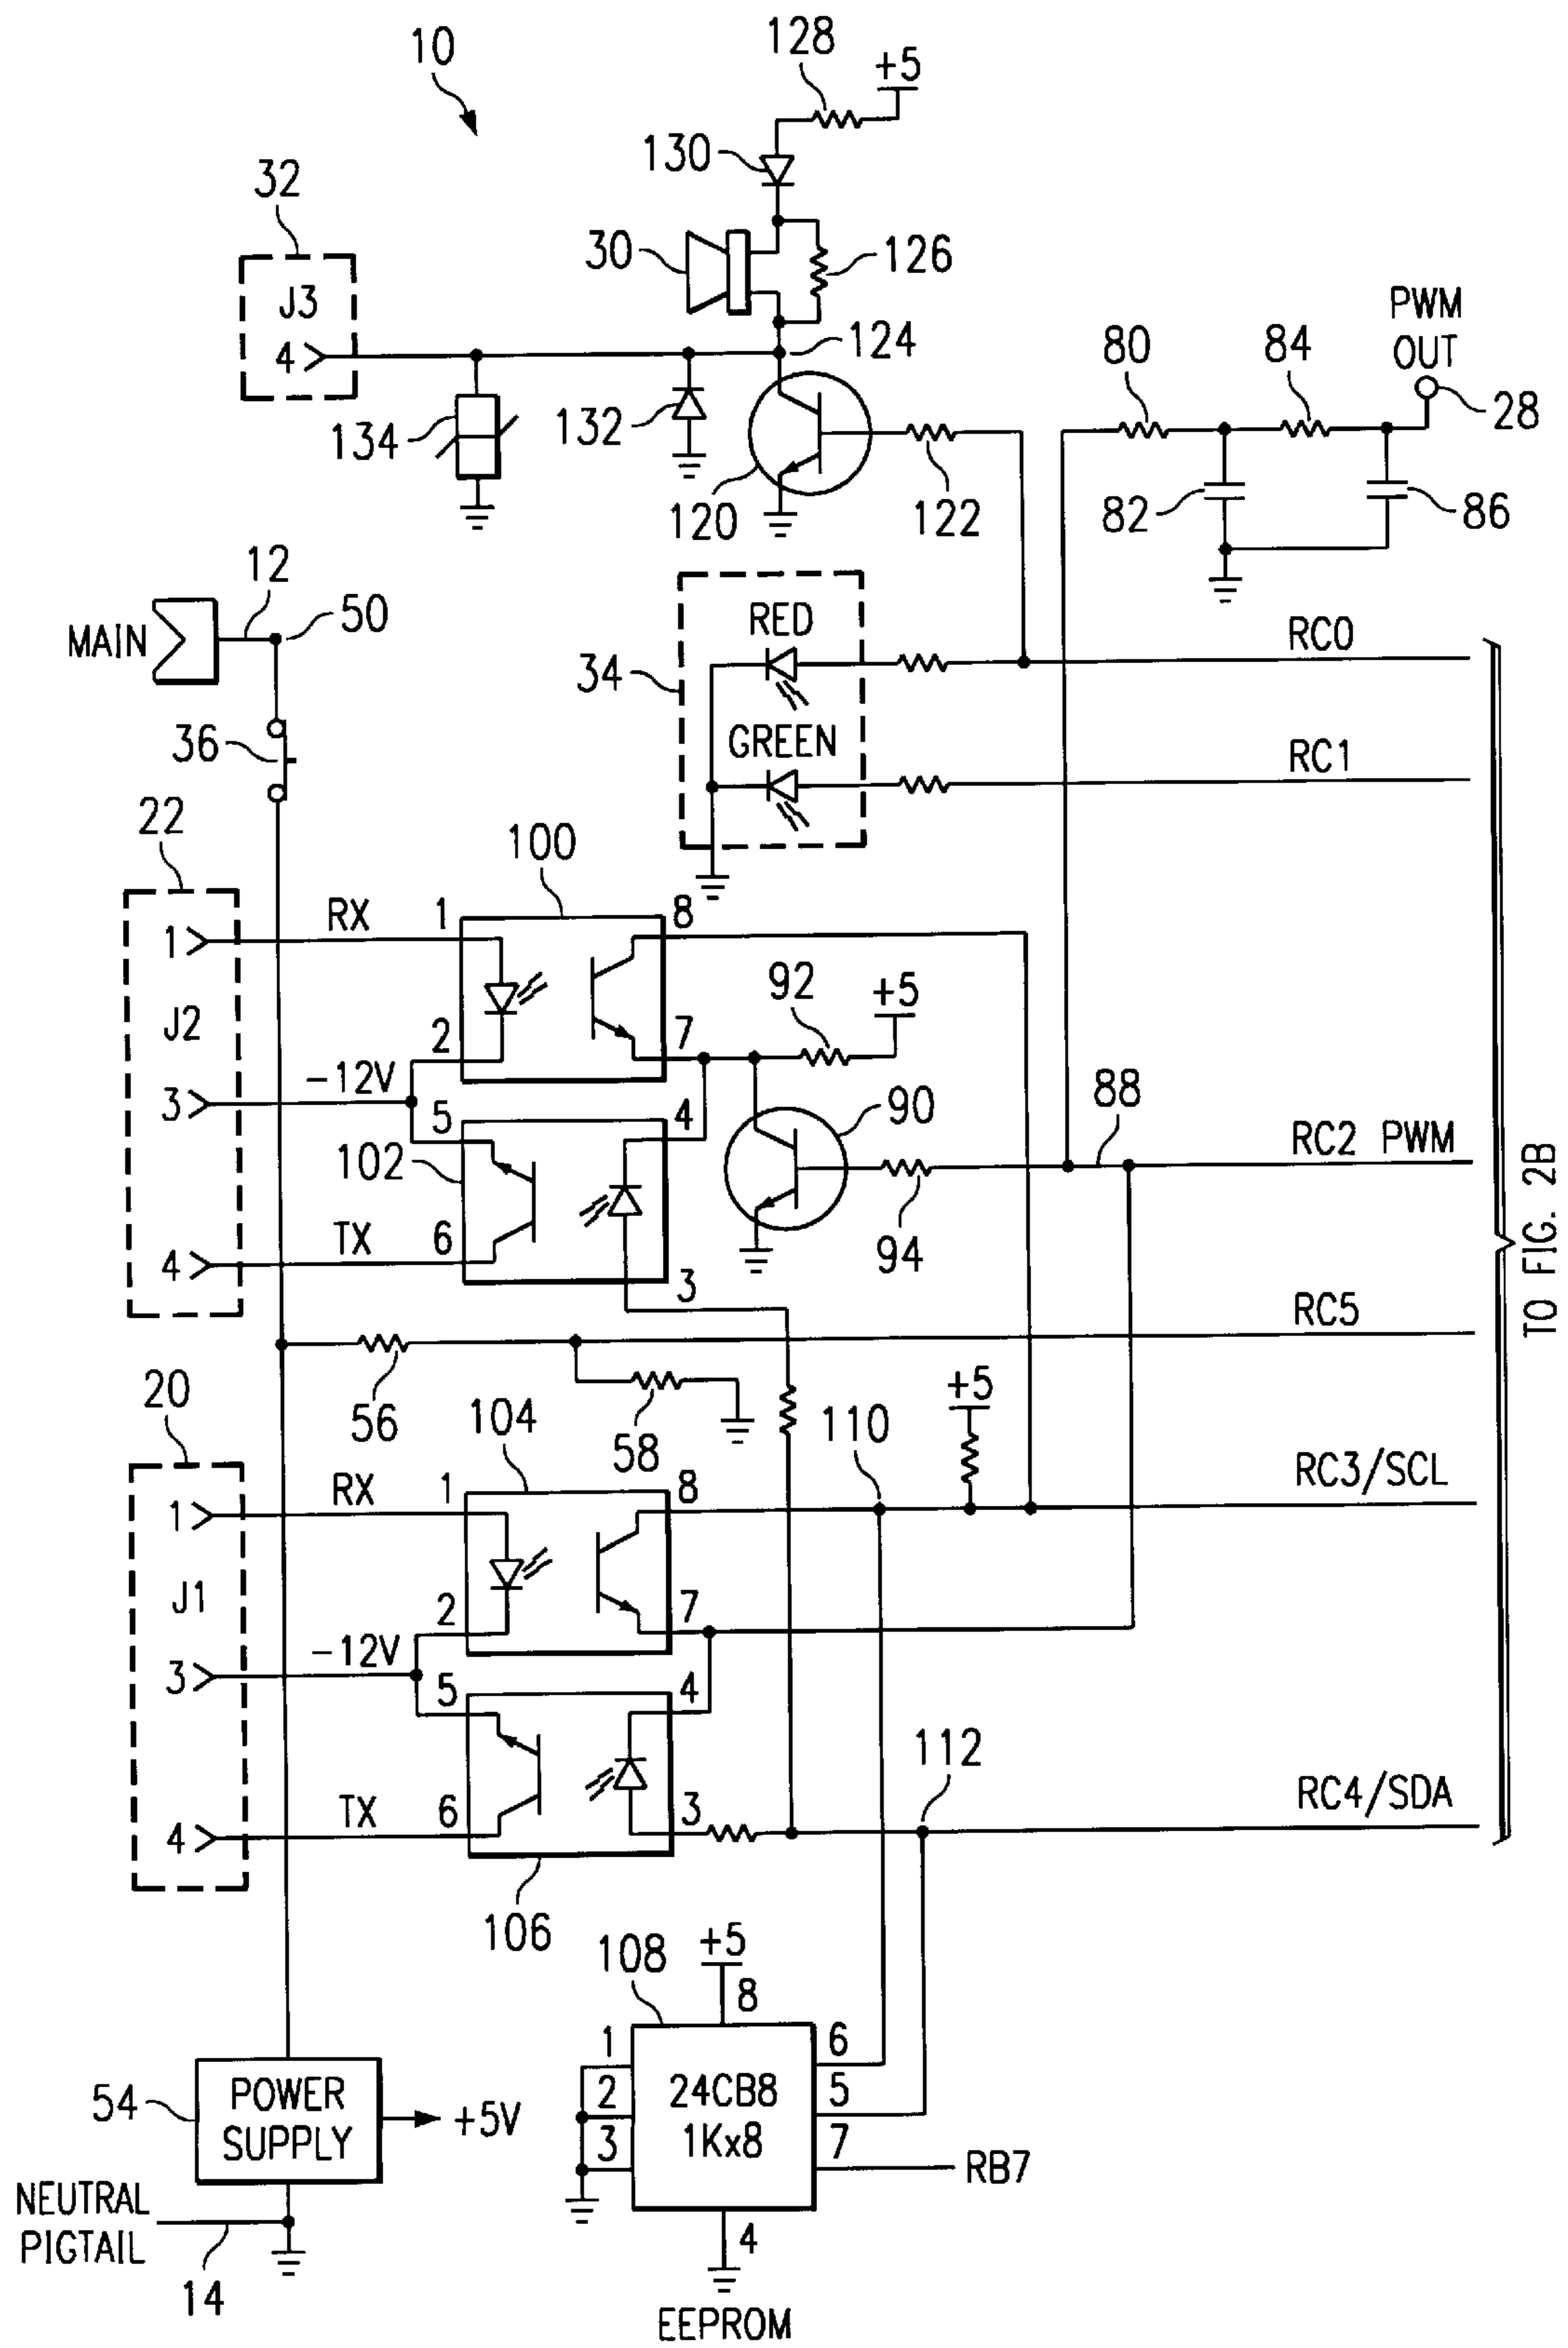 10
128
+5
130
32
30
126
J3
4
124
PWM
OUT
80
84
28
134
132
120
122
82
86
12
50
MAIN
RED
RC0
34
36
GREEN
RC1
22
100
RX
1
8
1
92
+5
J2
2
7
-12V
3
5
4
90
88
102
RC2 PWM
TX
6
4
94
3
RC5
TO FIG. 2B
20
56
104
58
110
+5
RX
1
8
RC3/SCL
1
J1
2
7
-12V
3
5
4
112
RC4/SDA
TX
6
3
4
106
108
+5
8
1
6
54
POWER
SUPPLY
+5V
2
24CB8
5
3
1Kx8
7
RB7
NEUTRAL
PIGTAIL
4
14
EEPROM